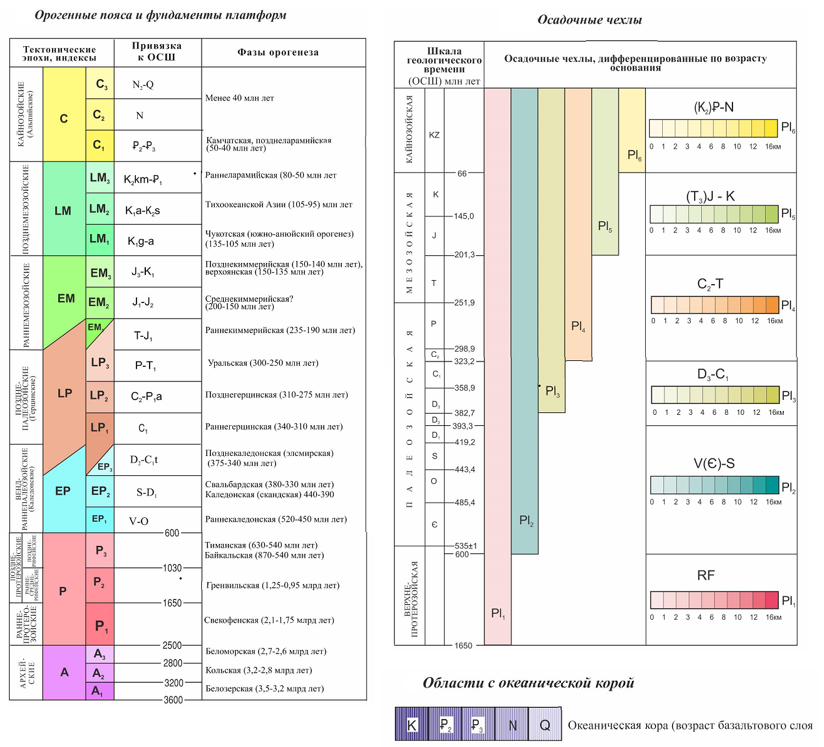 Орогенные пояса и фундаменты платформ
Тектонические эпохи, индексы
Привязка к ОСШ
Фазы орогенеза
КАЙНОЗОЙСКИЕ (Альпийские)
C
C₃
N₂-Q
C₂
N
Менее 40 млн лет
C₁
Ᵽ₂-Ᵽ₃
Камчатская, позднеларамийская
(50-40 млн лет)
ПОЗДНЕМЕЗОЗОЙСКИЕ
LM
LM₃
K₂km-Ᵽ₁
Раннеларамийская (80-50 млн лет
LM₂
K₁a-K₂s
Тихоокеанской Азии (105-95) млн лет
LM₁
K₁g-a
Чукотская (южно-анюйский орогенез)
(135-105 млн лет)
РАННЕМЕЗОЗОЙСКИЕ
EM
EM₃
J₃-K₁
Позднекиммерийская (150-140 млн лет),
верхоянская (150-135 млн лет)
EM₂
J₁-J₂
Среднекиммерийская?
(200-150 млн лет)
EM₁
T-J₁
Раннекиммерийская (235-190 млн лет)
ПОЗДНЕ-ПАЛЕОЗОЙСКИЕ (Герцинские)
LP
LP₃
P-T₁
Уральская (300-250 млн лет)
LP₂
C₂-P₁a
Позднегерцинская (310-275 млн лет)
LP₁
C₁
Раннегерцинская (340-310 млн лет)
ВЕНД-РАННЕПАЛЕОЗОЙСКИЕ (Каледонские)
EP
EP₃
D₂-C₁t
Позднекаледонская (элсмирская)
(375-340 млн лет)
EP₂
S-D₁
Свальбардская (380-330 млн лет)
Каледонская (скандская) 440-390
EP₁
V-O
Раннекаледонская (520-450 млн лет)
600
ПОЗДНЕ-ПРОТЕРОЗОЙСКИЕ
P
P₃
Тиманская (630-540 млн лет)
Байкальская (870-540 млн лет)
1030
P₂
Гренвильская (1,25-0,95 млрд лет)
1650
РАННЕ-ПРОТЕРО-ЗОЙСКИЕ
P₁
Свекофенская (2,1-1,75 млрд лет)
2500
АРХЕЙ-СКИЕ
A
A₃
Беломорская (2,7-2,6 млрд лет)
2800
A₂
Кольская (3,2-2,8 млрд лет)
3200
A₁
Белозерская (3,5-3,2 млрд лет)
3600
Осадочные чехлы
Шкала
геологического
времени
(ОСШ) млн лет
Осадочные чехлы, дифференцированные по возрасту
основания
КАЙНОЗОЙСКАЯ
KZ
66
МЕЗОЗОЙСКАЯ
K
145,0
J
201,3
T
251,9
ПАЛЕОЗОЙСКАЯ
P
298,9
C₂
323,2
C₁
358,9
D₃
382,7
D₂
393,3
D₁
419,2
S
443,4
O
485,4
Є
535±1
600
ВЕРХНЕ-ПРОТЕРОЗОЙСКАЯ
1650
Pl₁
Pl₂
Pl₃
Pl₄
Pl₅
Pl₆
(K₂)Ᵽ-N
Pl₆
0 1 2 3 4 6 8 10 12 16км
(T₃)J - K
Pl₅
0 1 2 3 4 6 8 10 12 16км
C₂-T
Pl₄
0 1 2 3 4 6 8 10 12 16км
D₃-C₁
Pl₃
0 1 2 3 4 6 8 10 12 16км
V(Є)-S
Pl₂
0 1 2 3 4 6 8 10 12 16км
RF
Pl₁
0 1 2 3 4 6 8 10 12 16км
Области с океанической корой
K Ᵽ₂ Ᵽ₃ N Q Океаническая кора (возраст базальтового слоя